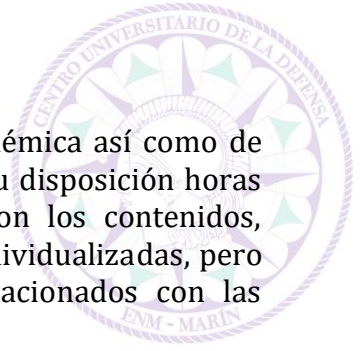 CENTRO UNIVERSITARIO DE LA DEFENSA
émica así como de
disposición horas
on los contenidos,
dividualizadas, pero
acionados con las
ENM - MARÍN